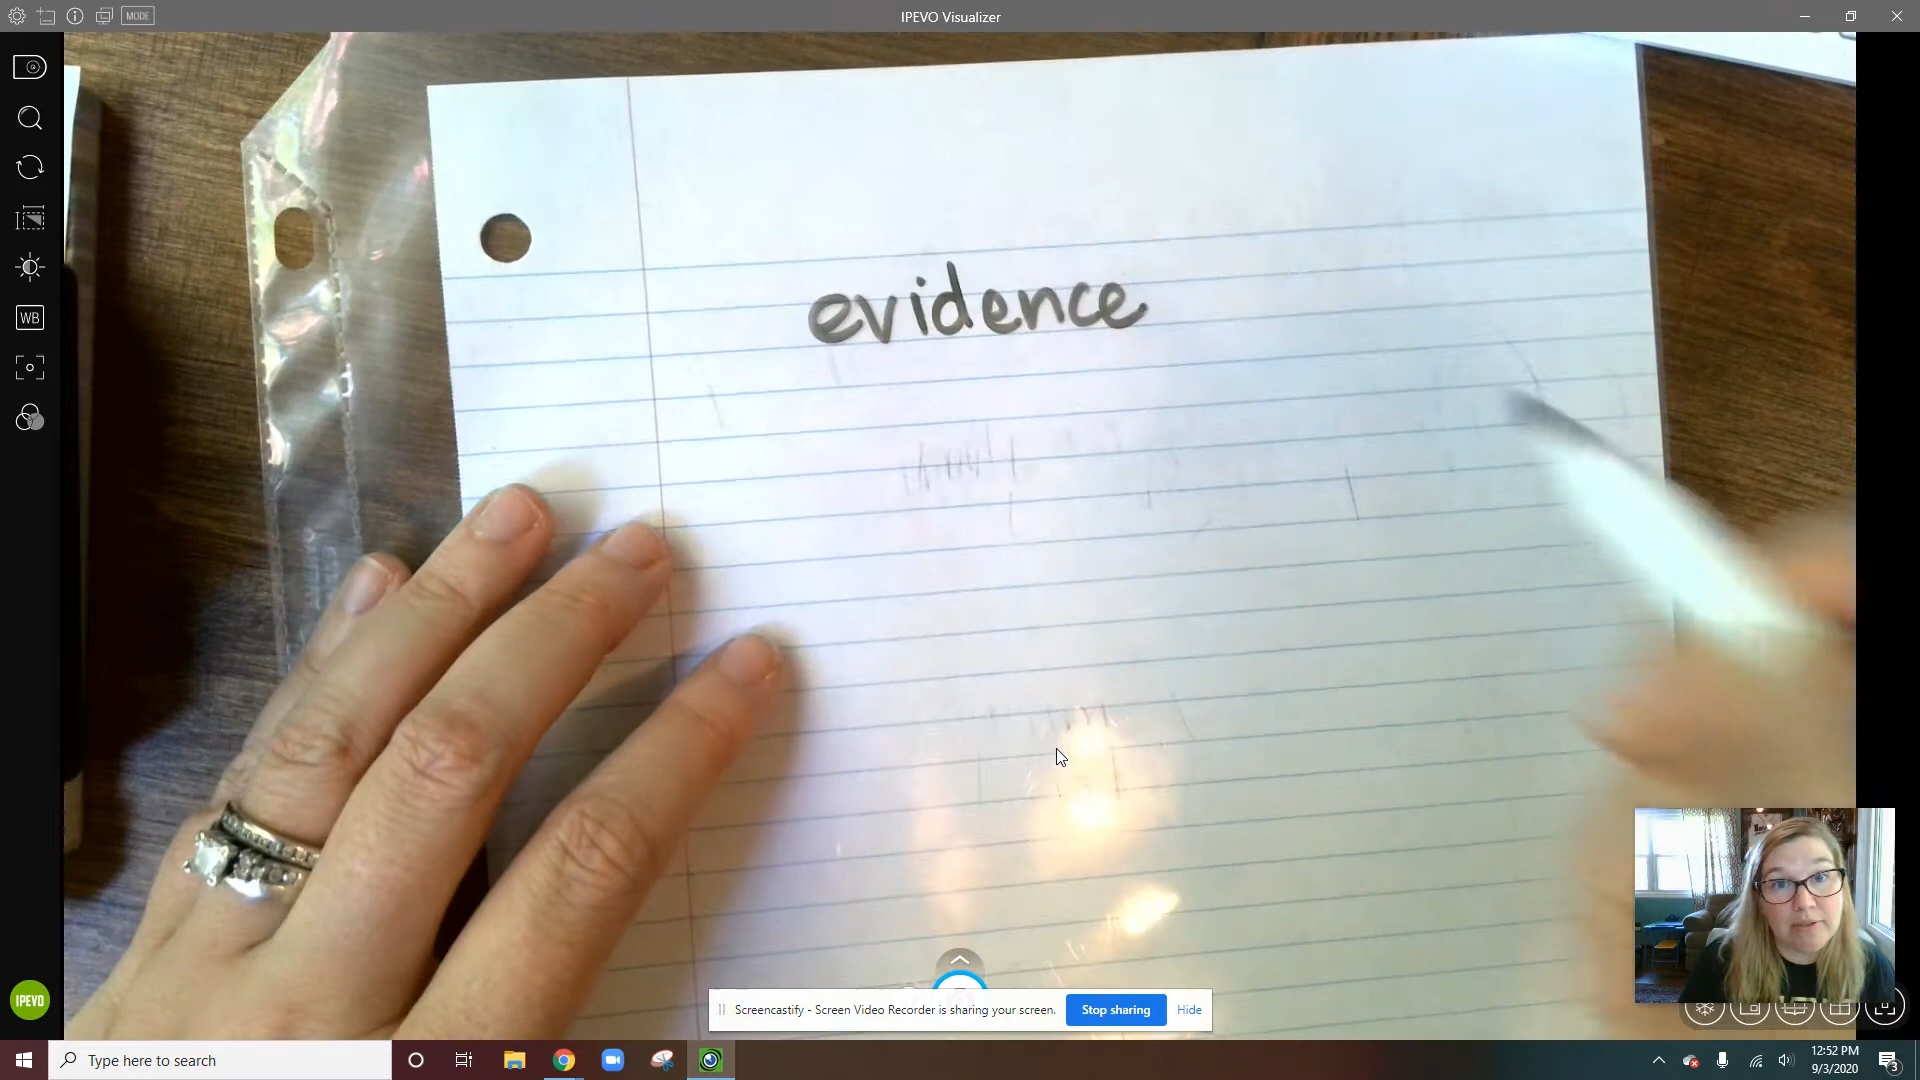 MODE
IPEVO Visualizer
WB
evidence
IPEVO
Screencastify - Screen Video Recorder is sharing your screen.
Stop sharing
Hide
Type here to search
12:52 PM
9/3/2020
3